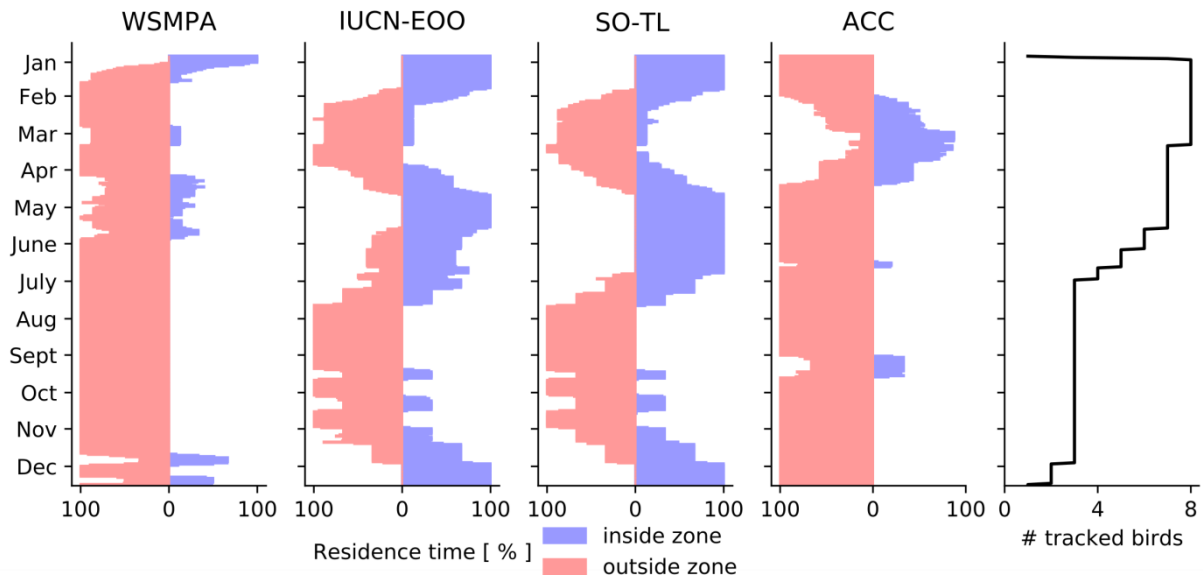 WSMPA IUCN-EOO SO-TL ACC
Jan
Feb
Mar
Apr
May
June
July
Aug
Sept
Oct
Nov
Dec
100 0 100 0 100 100 0 100 100 0 100 0 4 8
Residence time [ % ]
inside zone
outside zone
# tracked birds